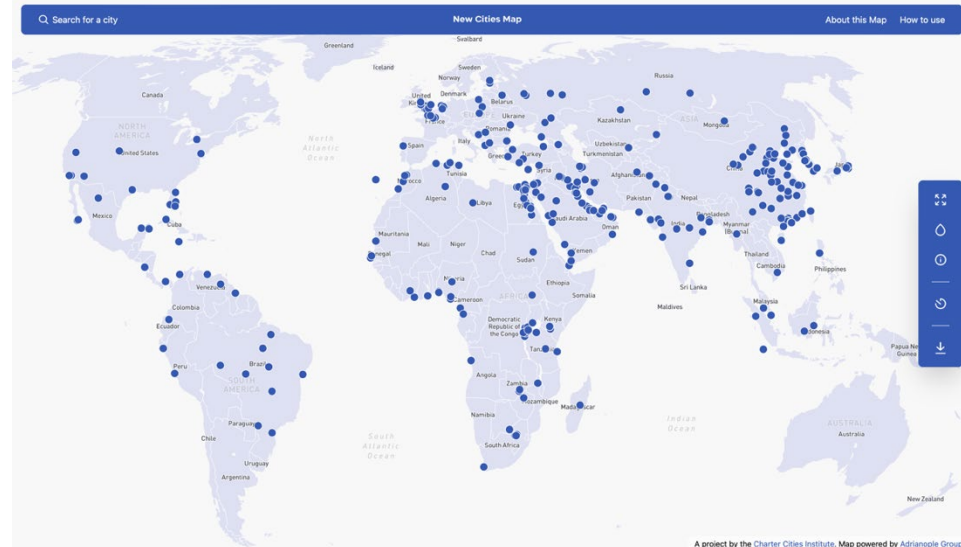 Search for a city
New Cities Map
About this Map
How to use
Greenland
Svalbard
Iceland
Sweden
Norway
Russia
Canada
United
Denmark
Belarus
NORTH
AMERICA
North
Atlantic
Ocean
France
Ukraine
Romania
Kazakhstan
ASIA
Mongolia
United States
Spain
Italy
Greece
Turkey
Uzbekistan
Turkmenistan
China
Japan
Tunisia
Syria
Afghanistan
Morocco
Algeria
Libya
Egypt
Pakistan
Nepal
Mexico
Cuba
Saudi Arabia
Oman
India
Bangladesh
Myanmar
Mauritania
Mali
Niger
Chad
Sudan
Yemen
Thailand
Senegal
Cambodia
Philippines
Venezuela
Nigeria
Ethiopia
Sri Lanka
Colombia
Cameroon
AFRICA
Somalia
Maldives
Malaysia
Ecuador
Democratic
Republic of
the Congo
Kenya
Indonesia
Papua New
Guinea
Peru
Brazil
Tanzania
SOUTH
AMERICA
Angola
Zambia
Mozambique
Madagascar
Paraguay
Namibia
Indian
Ocean
AUSTRALIA
Australia
Chile
South
Atlantic
Ocean
South Africa
Uruguay
Argentina
New Zealand
A project by the Charter Cities Institute. Map powered by Adrianople Group